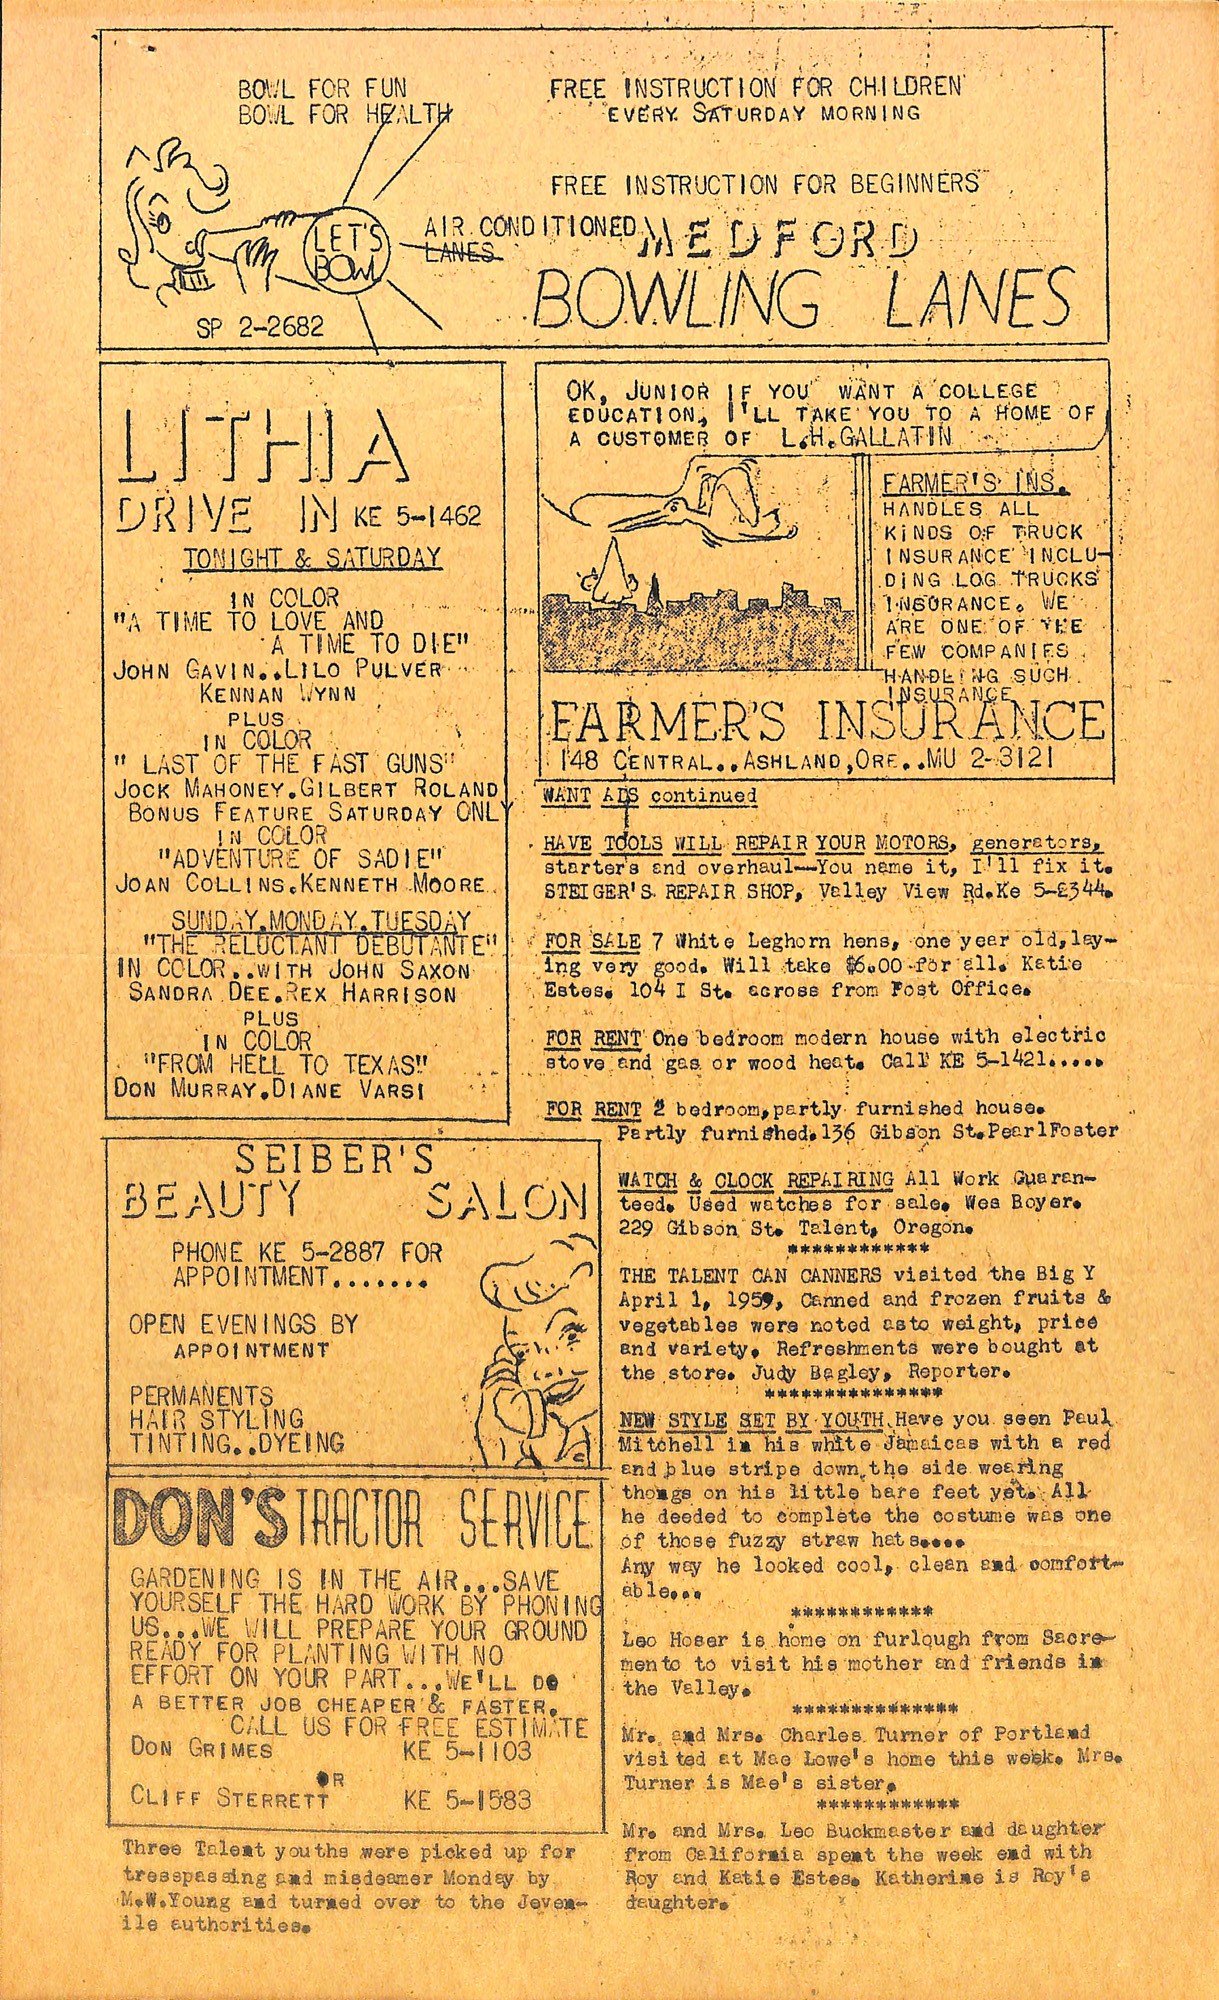 BOWL FOR FUN
BOWL FOR HEALTH
FREE INSTRUCTION FOR CHILDREN
EVERY SATURDAY MORNING
FREE INSTRUCTION FOR BEGINNERS
LET'S
BOWL
AIR CONDITIONED
LANES
MEDFORD
BOWLING LANES
SP 2-2682
LITHIA
DRIVE IN KE 5-1462
TONIGHT & SATURDAY
IN COLOR
"A TIME TO LOVE AND
A TIME TO DIE"
JOHN GAVIN..LILO PULVER
KENNAN WYNN
PLUS
IN COLOR
" LAST OF THE FAST GUNS"
JOCK MAHONEY.GILBERT ROLAND
BONUS FEATURE SATURDAY ONLY
IN COLOR
"ADVENTURE OF SADIE"
JOAN COLLINS.KENNETH MOORE
SUNDAY.MONDAY.TUESDAY
"THE RELUCTANT DEBUTANTE"
IN COLOR..WITH JOHN SAXON
SANDRA DEE.REX HARRISON
PLUS
IN COLOR
"FROM HELL TO TEXAS"
DON MURRAY.DIANE VARSI
SEIBER'S
BEAUTY SALON
PHONE KE 5-2887 FOR
APPOINTMENT.......
OPEN EVENINGS BY
APPOINTMENT
PERMANENTS
HAIR STYLING
TINTING..DYEING
DON'S TRACTOR SERVICE
GARDENING IS IN THE AIR...SAVE
YOURSELF THE HARD WORK BY PHONING
US...WE WILL PREPARE YOUR GROUND
READY FOR PLANTING WITH NO
EFFORT ON YOUR PART...WE'LL DO
A BETTER JOB CHEAPER & FASTER.
CALL US FOR FREE ESTIMATE
DON GRIMES KE 5-1103
OR
CLIFF STERRETT KE 5-1583
Three Talent youths were picked up for
tresspassing and misdeamer Monday by
M.W.Young and turned over to the Jeven-
ile authorities.
OK, JUNIOR IF YOU WANT A COLLEGE
EDUCATION, I'LL TAKE YOU TO A HOME OF
A CUSTOMER OF L.H.GALLATIN
FARMER'S INS.
HANDLES ALL
KINDS OF TRUCK
INSURANCE INCLU-
DING LOG TRUCKS
INSURANCE. WE
ARE ONE OF THE
FEW COMPANIES
HANDLING SUCH
INSURANCE
FARMER'S INSURANCE
148 CENTRAL..ASHLAND,ORE..MU 2-3121
WANT ADS continued
HAVE TOOLS WILL REPAIR YOUR MOTORS, generators,
starters and overhaul—You name it, I'll fix it.
STEIGER'S REPAIR SHOP, Valley View Rd.Ke
FOR SALE 7 White Leghorn hens, one year old,lay-
ing very good. Will take $6.00 for all. Katie
Estes. 104 I St. across from Post Office.
FOR RENT One bedroom modern house with electric
stove and gas or wood heat. Call KE 5-1421.....
FOR RENT 2 bedroom,partly furnished house.
Partly furnished.136 Gibson St.PearlFoster
WATCH & CLOCK REPAIRING All Work Guaran-
teed. Used watches for sale. Wes Boyer.
229 Gibson St. Talent, Oregon.
************
THE TALENT CAN CANNERS visited the Big Y
April 1, 1959, Canned and frozen fruits &
vegetables were noted asto weight, price
and variety. Refreshments were bought at
the store. Judy Bagley, Reporter.
***************
NEW STYLE SET BY YOUTH Have you seen Paul
Mitchell in his white Jamaicas with a red
and blue stripe down the side wearing
thongs on his little bare feet yet. All
he deeded to complete the costume was one
of those fuzzy straw hats....
Any way he looked cool, clean and comfort-
able...
************
Leo Hoser is home on furlough from Sacre-
mento to visit his mother and friends in
the Valley.
**************
Mr. and Mrs. Charles Turner of Portland
visited at Mae Lowe's home this week. Mrs.
Turner is Mae's sister.
************
Mr. and Mrs. Leo Buckmaster and daughter
from California spent the week end with
Roy and Katie Estes. Katherine is Roy's
daughter.